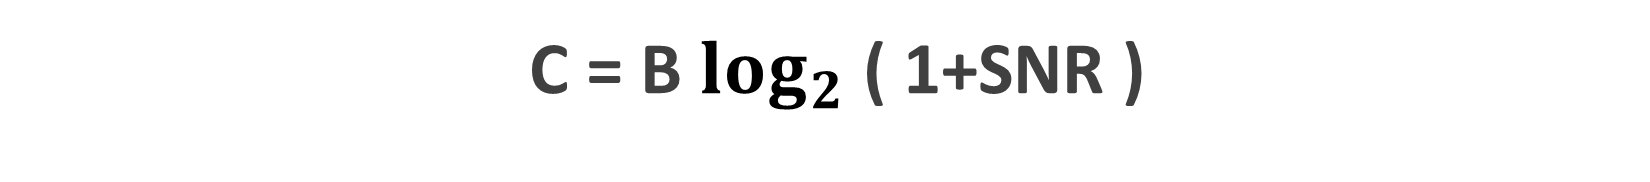 C = B log₂ ( 1+SNR )